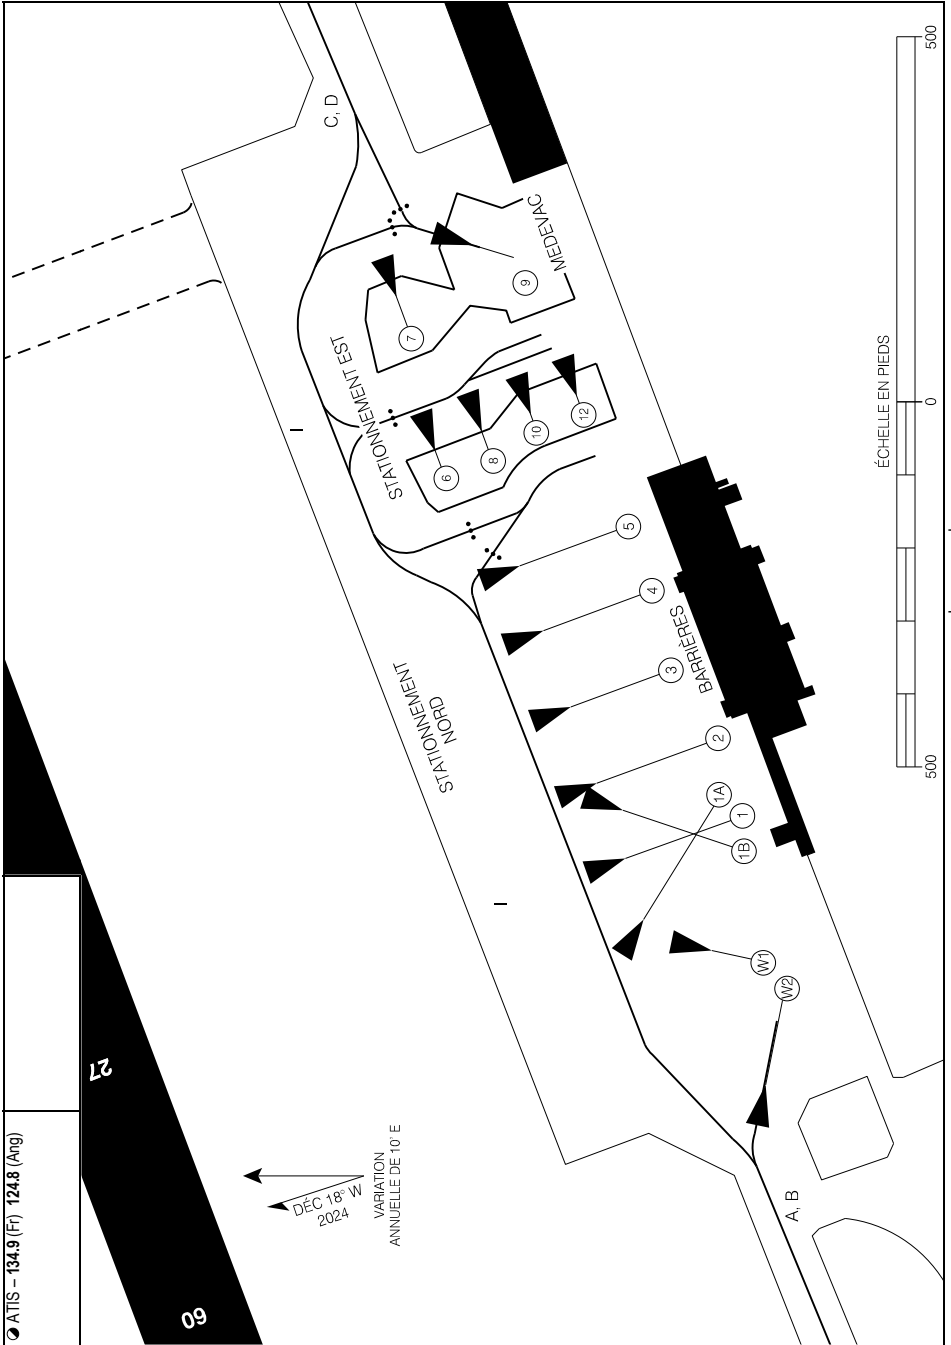 ATIS – 134.9 (Fr) 124.8 (Ang)
27
09
DÉC 18° W
2024
VARIATION
ANNUELLE DE 10' E
C, D
I
STATIONNEMENT EST
MEDEVAC
9
7
6
8
10
12
5
4
3
2
1A
1
1B
W1
W2
STATIONNEMENT
NORD
BARRIÈRES
I
A, B
ÉCHELLE EN PIEDS
500
0
500